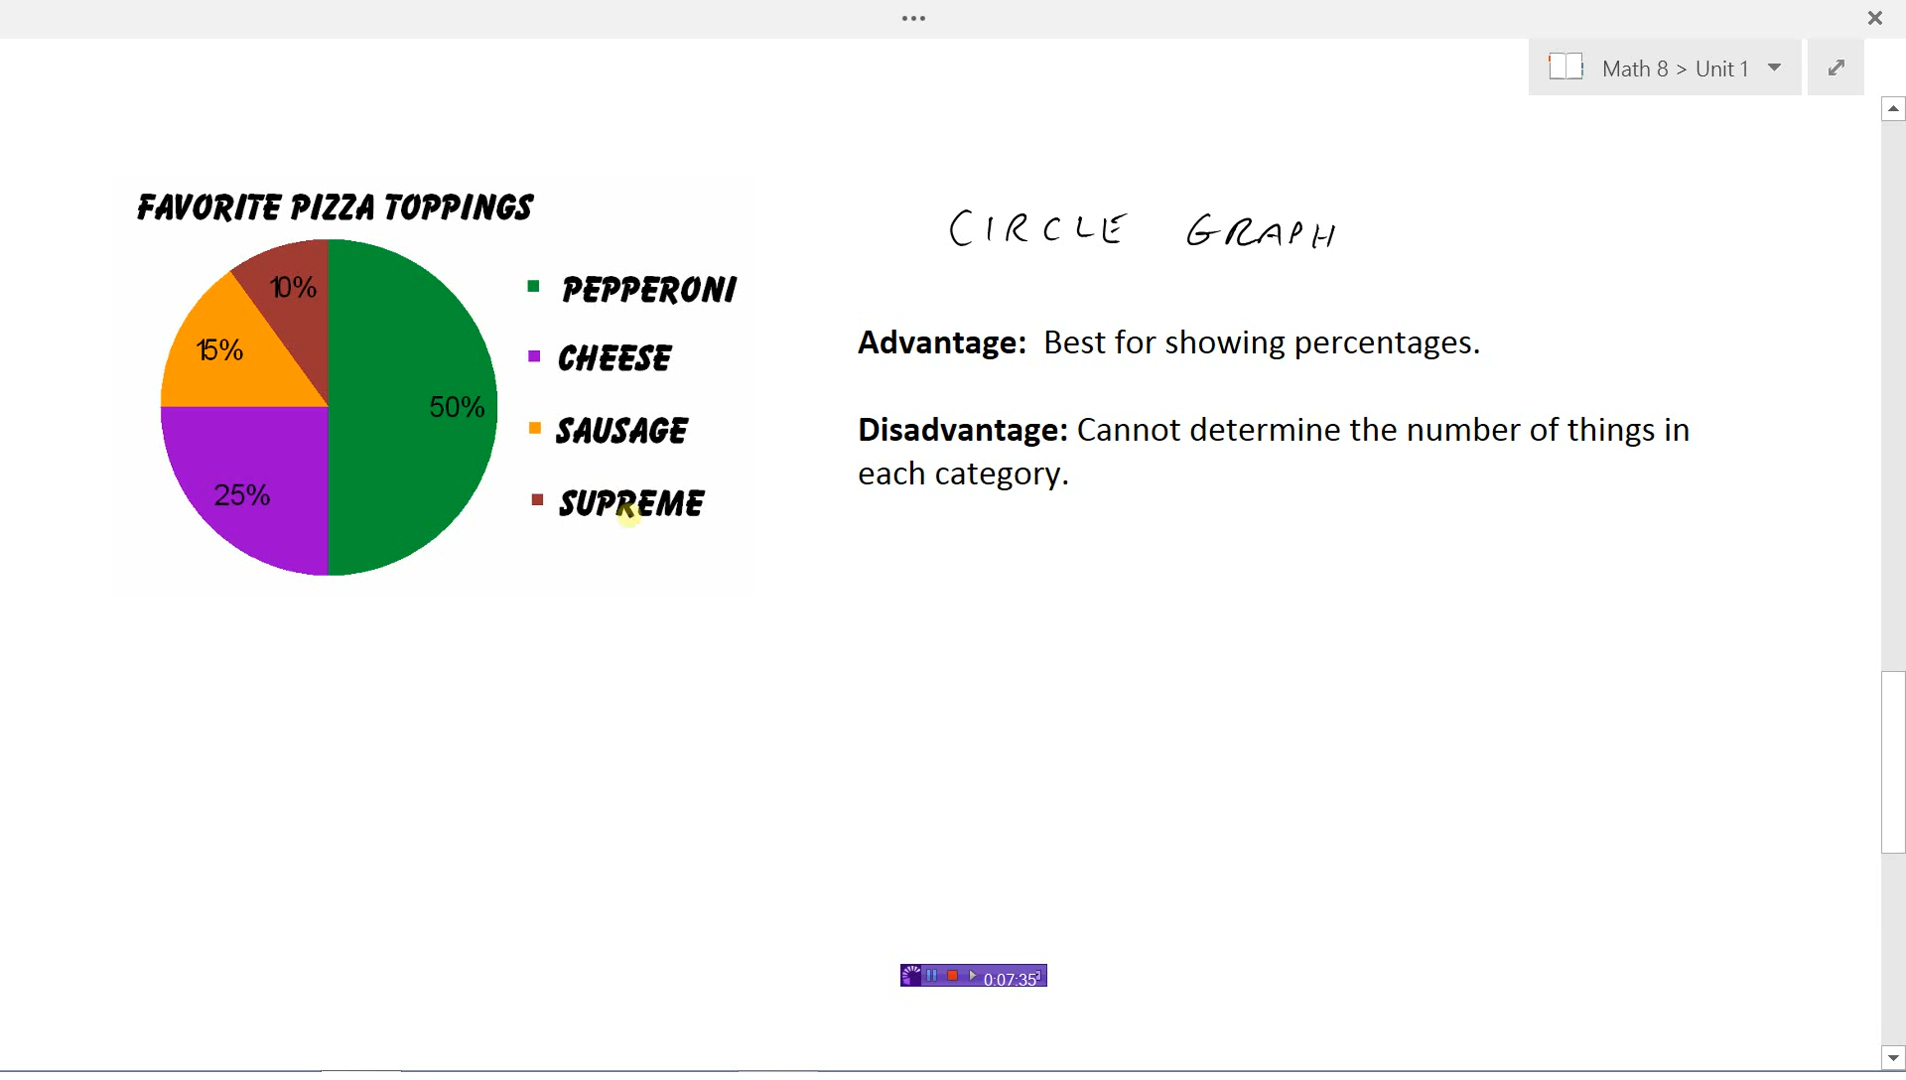 Math 8 > Unit 1
FAVORITE PIZZA TOPPINGS
10%
15%
50%
25%
PEPPERONI
CHEESE
SAUSAGE
SUPREME
CIRCLE GRAPH
Advantage: Best for showing percentages.
Disadvantage: Cannot determine the number of things in
each category.
0:07:35